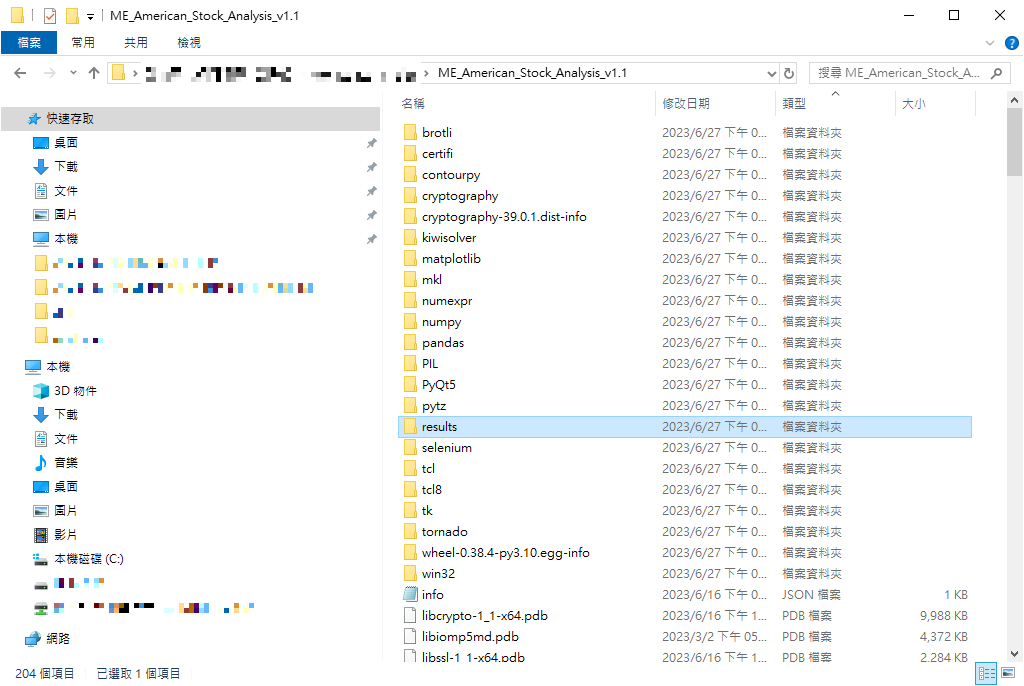 ME_American_Stock_Analysis_v1.1
檔案 常用 共用 檢視
ME_American_Stock_Analysis_v1.1 搜尋 ME_American_Stock_A...
名稱 修改日期 類型 大小
快速存取
桌面
下載
文件
圖片
本機
本機
3D 物件
下載
文件
音樂
桌面
圖片
影片
本機磁碟 (C:)
網路
brotli 2023/6/27 下午 0... 檔案資料夾
certifi 2023/6/27 下午 0... 檔案資料夾
contourpy 2023/6/27 下午 0... 檔案資料夾
cryptography 2023/6/27 下午 0... 檔案資料夾
cryptography-39.0.1.dist-info 2023/6/27 下午 0... 檔案資料夾
kiwisolver 2023/6/27 下午 0... 檔案資料夾
matplotlib 2023/6/27 下午 0... 檔案資料夾
mkl 2023/6/27 下午 0... 檔案資料夾
numexpr 2023/6/27 下午 0... 檔案資料夾
numpy 2023/6/27 下午 0... 檔案資料夾
pandas 2023/6/27 下午 0... 檔案資料夾
PIL 2023/6/27 下午 0... 檔案資料夾
PyQt5 2023/6/27 下午 0... 檔案資料夾
pytz 2023/6/27 下午 0... 檔案資料夾
results 2023/6/27 下午 0... 檔案資料夾
selenium 2023/6/27 下午 0... 檔案資料夾
tcl 2023/6/27 下午 0... 檔案資料夾
tcl8 2023/6/27 下午 0... 檔案資料夾
tk 2023/6/27 下午 0... 檔案資料夾
tornado 2023/6/27 下午 0... 檔案資料夾
wheel-0.38.4-py3.10.egg-info 2023/6/27 下午 0... 檔案資料夾
win32 2023/6/27 下午 0... 檔案資料夾
info 2023/6/16 下午 0... JSON 檔案 1 KB
libcrypto-1_1-x64.pdb 2023/6/16 下午 1... PDB 檔案 9,988 KB
libiomp5md.pdb 2023/3/2 下午 05... PDB 檔案 4,372 KB
libssl-1_1-x64.pdb 2023/6/16 下午 1... PDB 檔案 2,284 KB
204 個項目 已選取 1 個項目